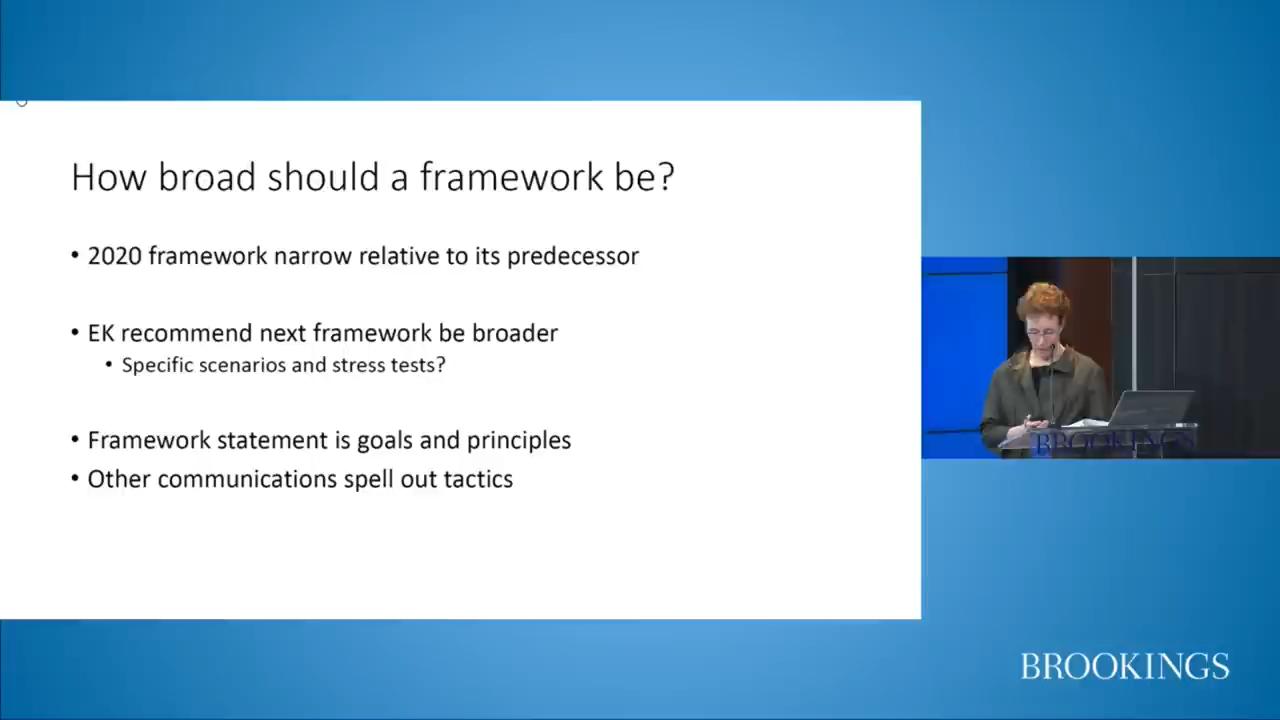 How broad should a framework be?
• 2020 framework narrow relative to its predecessor
• EK recommend next framework be broader
• Specific scenarios and stress tests?
• Framework statement is goals and principles
• Other communications spell out tactics
BROOKINGS
BROOKINGS